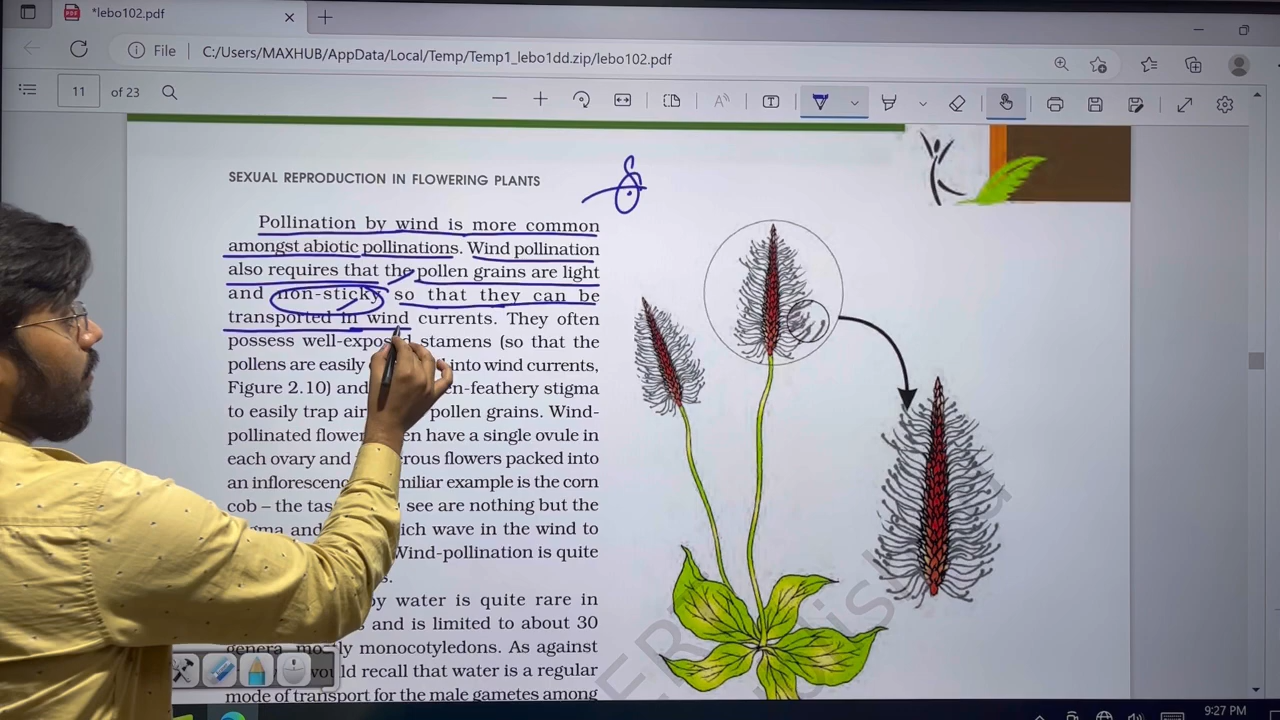 *lebo102.pdf
File C:/Users/MAXHUB/AppData/Local/Temp/Temp1_lebo1dd.zip/lebo102.pdf
11 of 23
SEXUAL REPRODUCTION IN FLOWERING PLANTS
Pollination by wind is more common
amongst abiotic pollinations. Wind pollination
also requires that the pollen grains are light
and non-sticky so that they can be
transported in wind currents. They often
possess well-exposed stamens (so that the
pollens are easily into wind currents,
Figure 2.10) and feathery stigma
to easily trap air pollen grains. Wind-
pollinated flower have a single ovule in
each ovary and flowers packed into
an inflorescence miliar example is the corn
cob – the tas see are nothing but the
and which wave in the wind to
Wind-pollination is quite
by water is quite rare in
and is limited to about 30
genera, mostly monocotyledons. As against
would recall that water is a regular
mode of transport for the male gametes among
9:27 PM